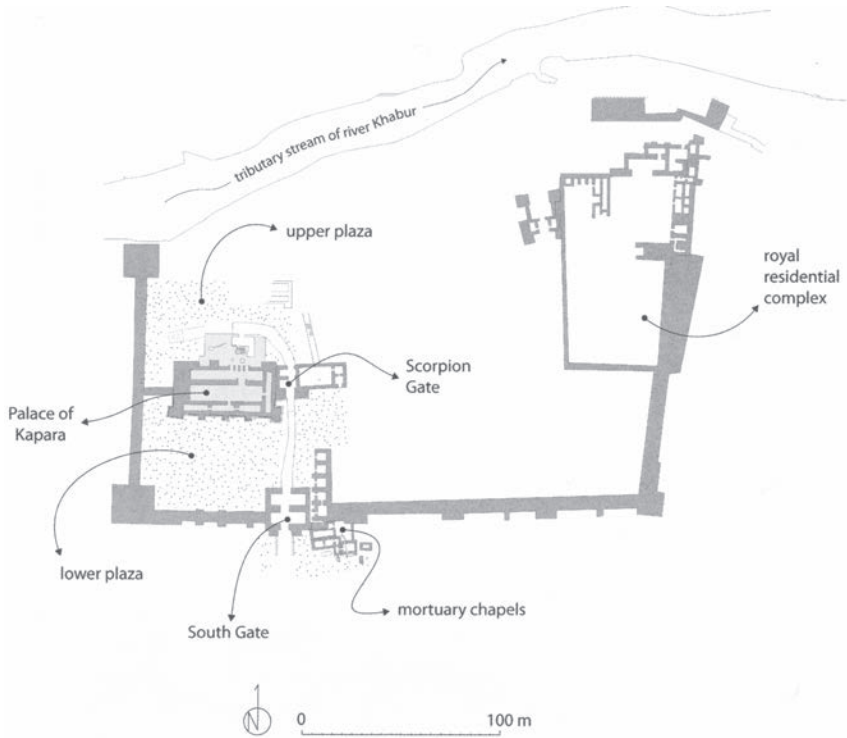 tributary stream of river Khabur
upper plaza
royal
residential
complex
Scorpion
Gate
Palace of
Kapara
lower plaza
mortuary chapels
South Gate
N
0
100 m